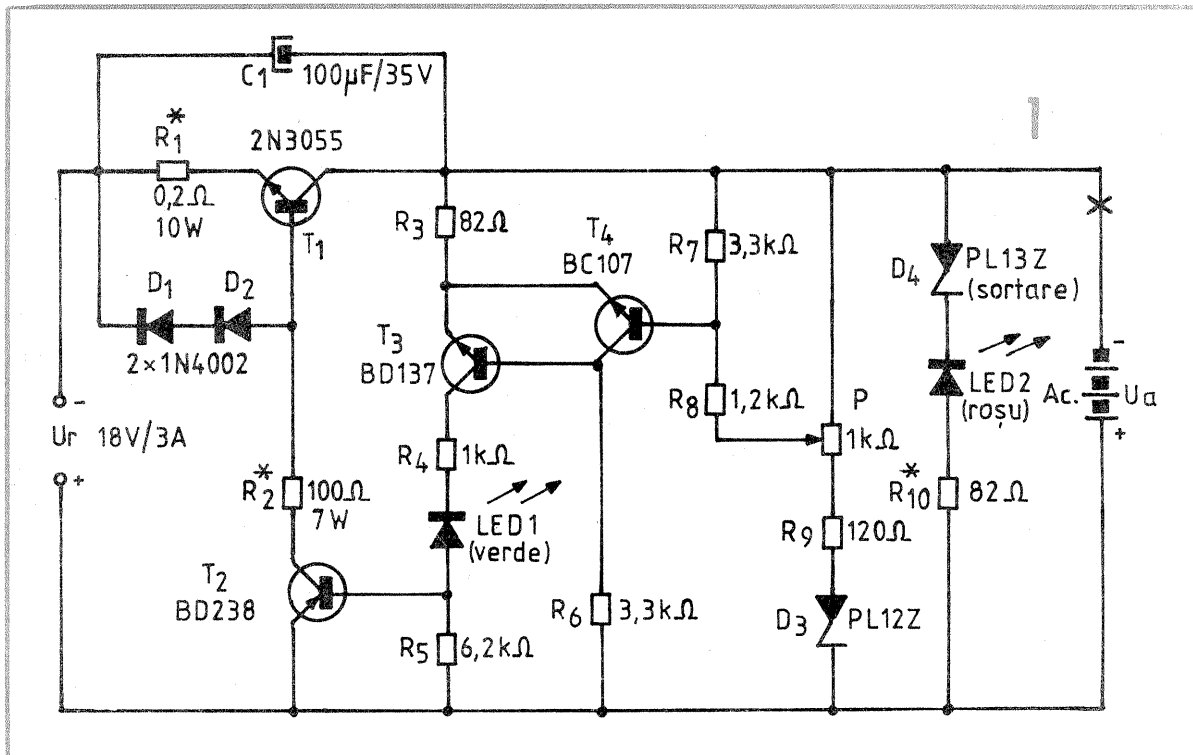 C1 100µF/35V
1
R1*
2N3055
0,2Ω
10W
T1
R3 82Ω
T4
BC107
R7 3,3kΩ
D4 PL13Z
(sortare)
D1 D2
2×1N4002
T3
BD137
R8 1,2kΩ
P
1kΩ
LED2
(roșu)
Ac. Ua
-
+
-
Ur 18V/3A
+
R4 1kΩ
R2* 100Ω
7W
LED1
(verde)
R9 120Ω
R10* 82Ω
T2
BD238
R5 6,2kΩ
R6 3,3kΩ
D3 PL12Z